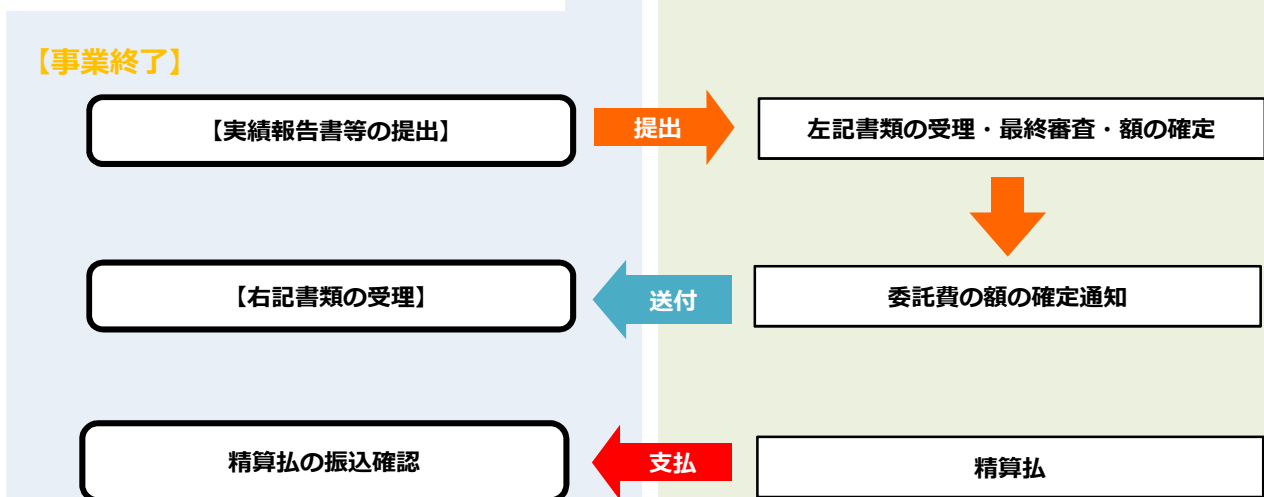 【事業終了】
【実績報告書等の提出】
提出
左記書類の受理・最終審査・額の確定
【右記書類の受理】
送付
委託費の額の確定通知
精算払の振込確認
支払
精算払